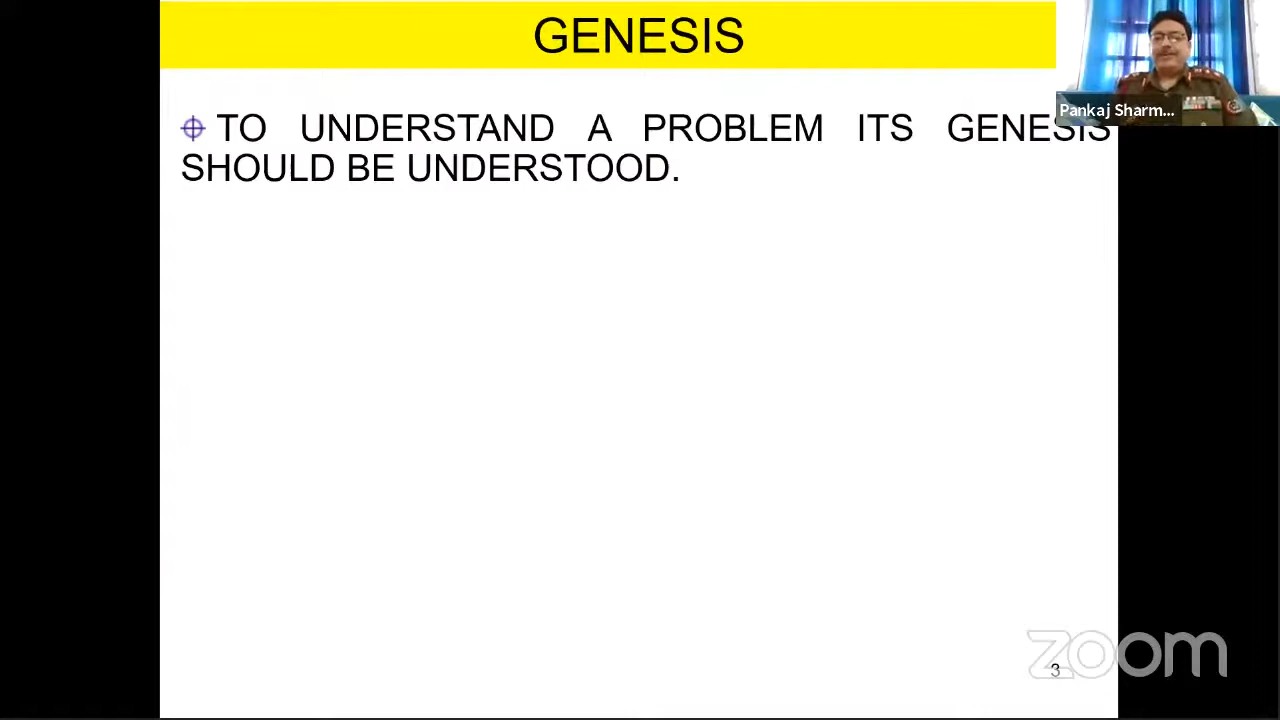 GENESIS
Pankaj Sharm...
TO UNDERSTAND A PROBLEM ITS GENESIS
SHOULD BE UNDERSTOOD.
zoom
3